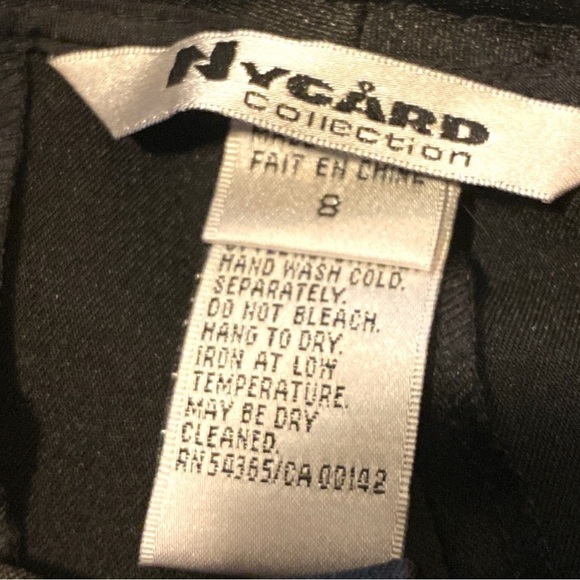 NYGÅRD
Collection
FAIT EN CHINE
8
HAND WASH COLD.
SEPARATELY.
DO NOT BLEACH.
HANG TO DRY.
IRON AT LOW
TEMPERATURE.
MAY BE DRY
CLEANED.
RN 54365/CA 00142